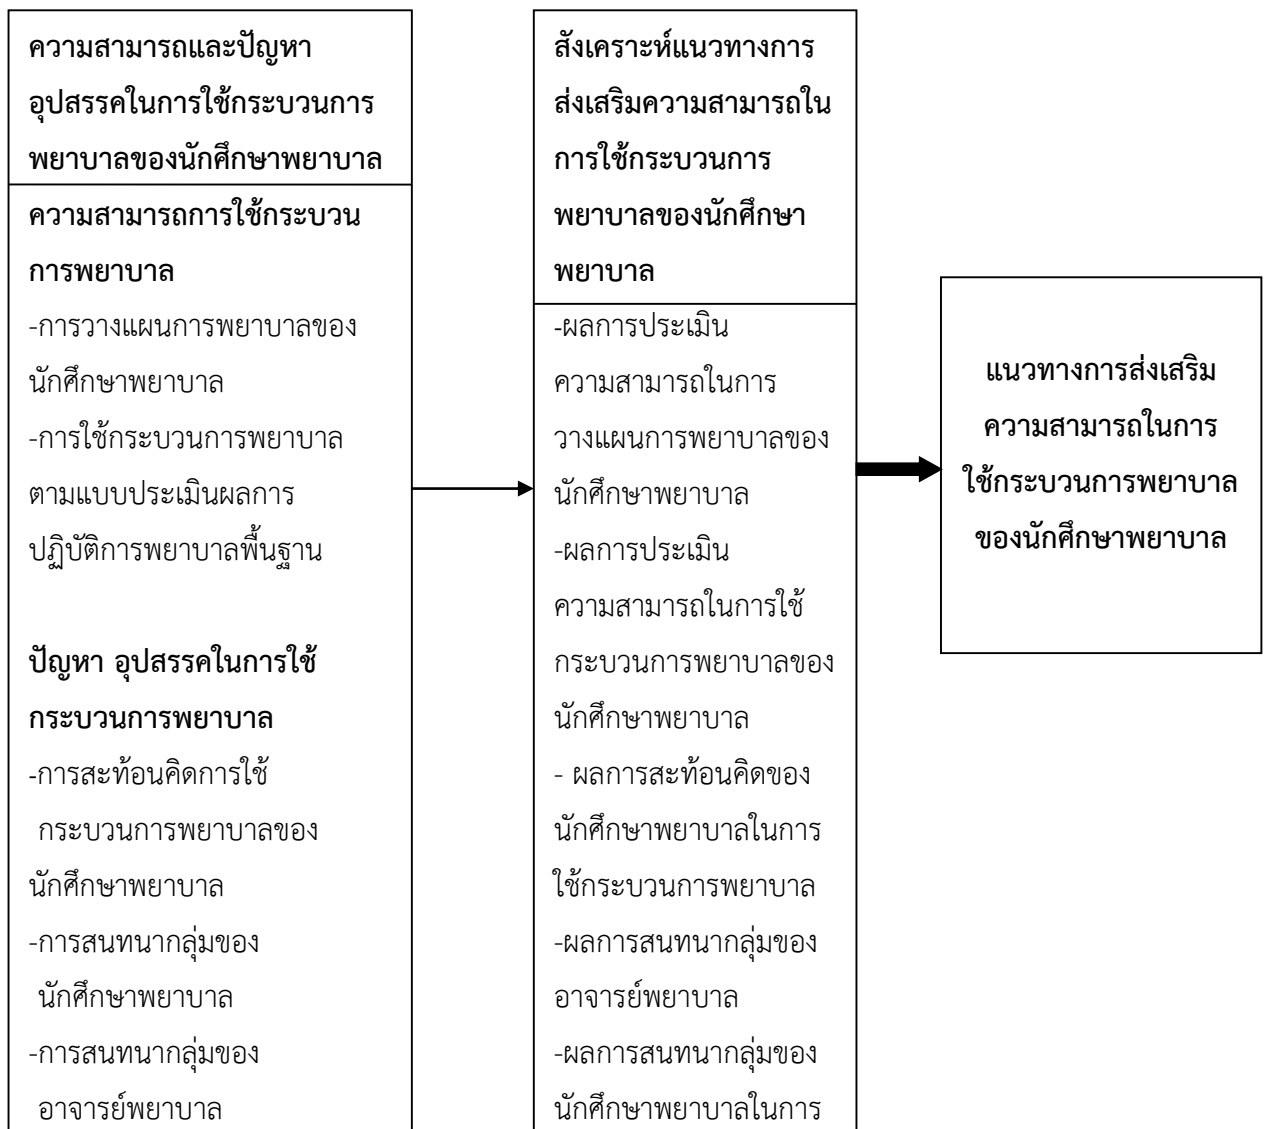 ความสามารถและปัญหา
อุปสรรคในการใช้กระบวนการ
พยาบาลของนักศึกษาพยาบาล
ความสามารถการใช้กระบวน
การพยาบาล
-การวางแผนการพยาบาลของ
นักศึกษาพยาบาล
-การใช้กระบวนการพยาบาล
ตามแบบประเมินผลการ
ปฏิบัติการพยาบาลพื้นฐาน
ปัญหา อุปสรรคในการใช้
กระบวนการพยาบาล
-การสะท้อนคิดการใช้
กระบวนการพยาบาลของ
นักศึกษาพยาบาล
-การสนทนากลุ่มของ
นักศึกษาพยาบาล
-การสนทนากลุ่มของ
อาจารย์พยาบาล
สังเคราะห์แนวทางการ
ส่งเสริมความสามารถใน
การใช้กระบวนการ
พยาบาลของนักศึกษา
พยาบาล
-ผลการประเมิน
ความสามารถในการ
วางแผนการพยาบาลของ
นักศึกษาพยาบาล
-ผลการประเมิน
ความสามารถในการใช้
กระบวนการพยาบาลของ
นักศึกษาพยาบาล
- ผลการสะท้อนคิดของ
นักศึกษาพยาบาลในการ
ใช้กระบวนการพยาบาล
-ผลการสนทนากลุ่มของ
อาจารย์พยาบาล
-ผลการสนทนากลุ่มของ
นักศึกษาพยาบาลในการ
แนวทางการส่งเสริม
ความสามารถในการ
ใช้กระบวนการพยาบาล
ของนักศึกษาพยาบาล